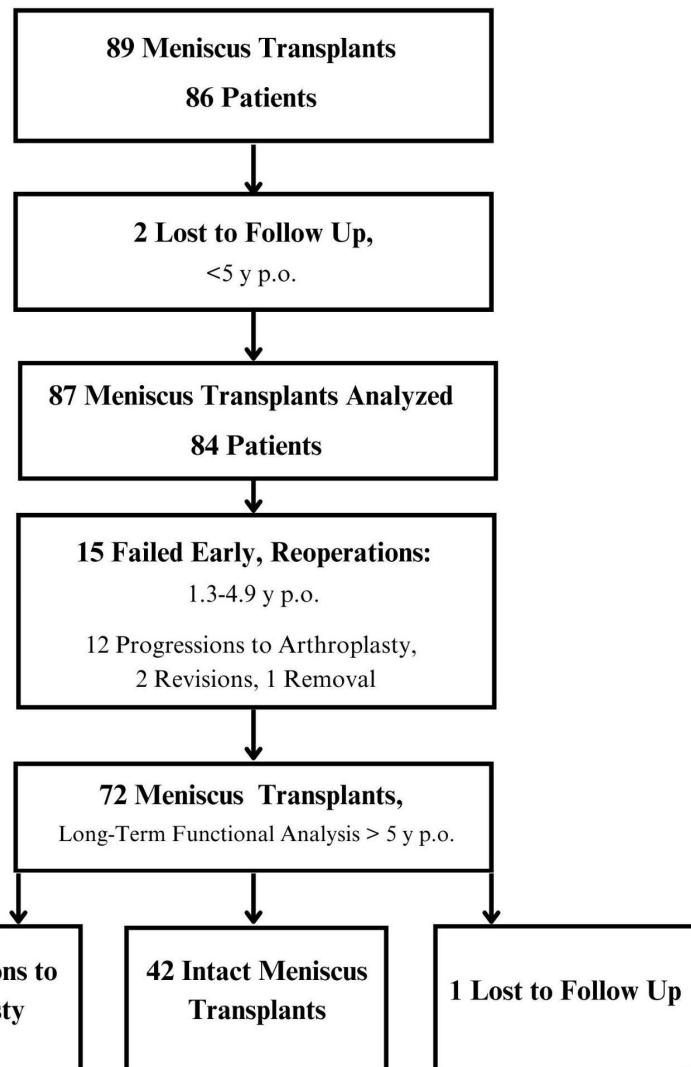 89 Meniscus Transplants
86 Patients
2 Lost to Follow Up,
<5 y p.o.
87 Meniscus Transplants Analyzed
84 Patients
15 Failed Early, Reoperations:
1.3-4.9 y p.o.
12 Progressions to Arthroplasty,
2 Revisions, 1 Removal
72 Meniscus Transplants,
Long-Term Functional Analysis > 5 y p.o.
ons to
sty
42 Intact Meniscus
Transplants
1 Lost to Follow Up